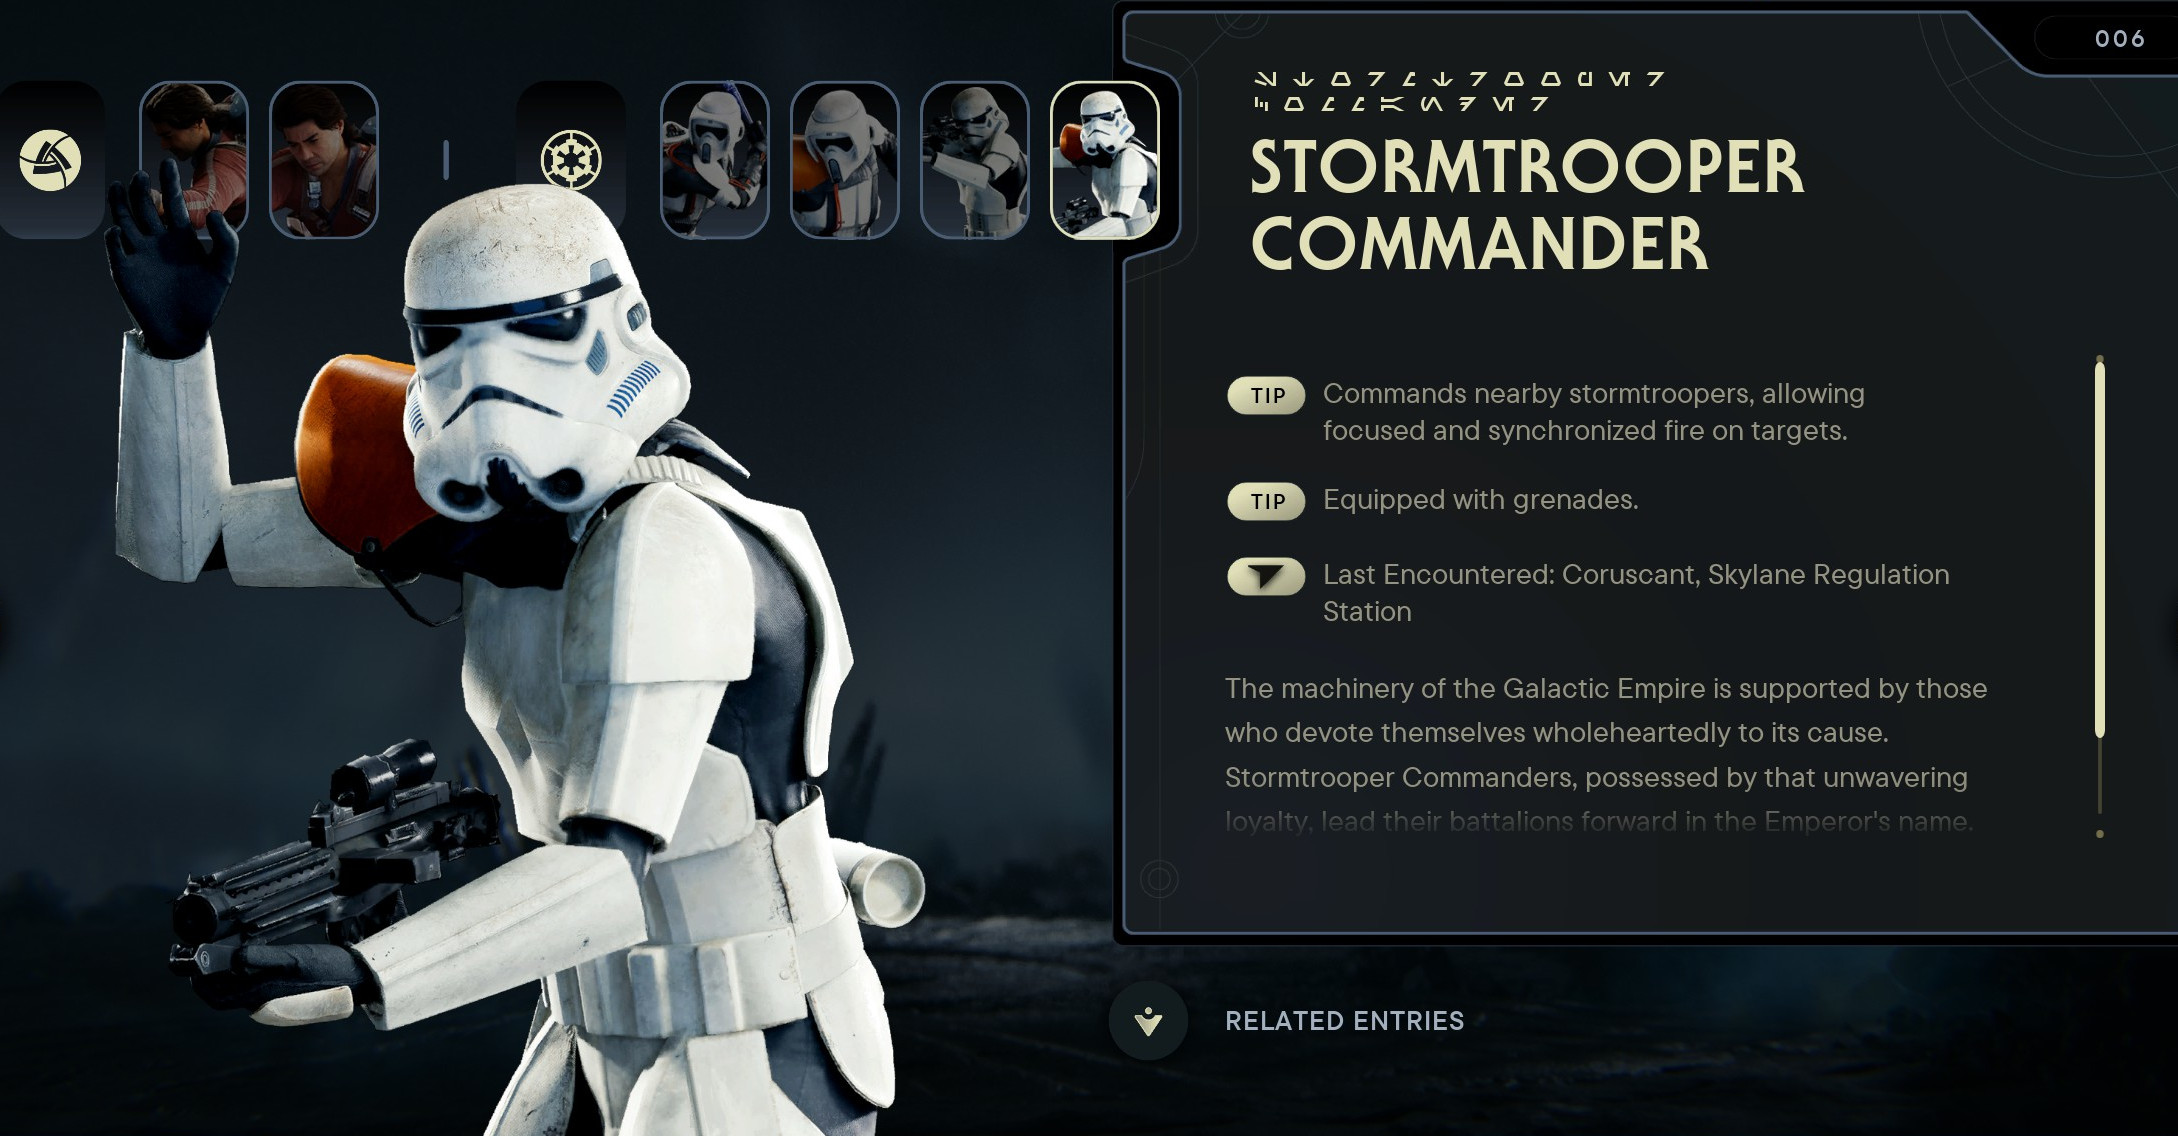 006
STORMTROOPER
COMMANDER
TIP
Commands nearby stormtroopers, allowing
focused and synchronized fire on targets.
TIP
Equipped with grenades.
Last Encountered: Coruscant, Skylane Regulation
Station
The machinery of the Galactic Empire is supported by those
who devote themselves wholeheartedly to its cause.
Stormtrooper Commanders, possessed by that unwavering
loyalty, lead their battalions forward in the Emperor's name.
RELATED ENTRIES